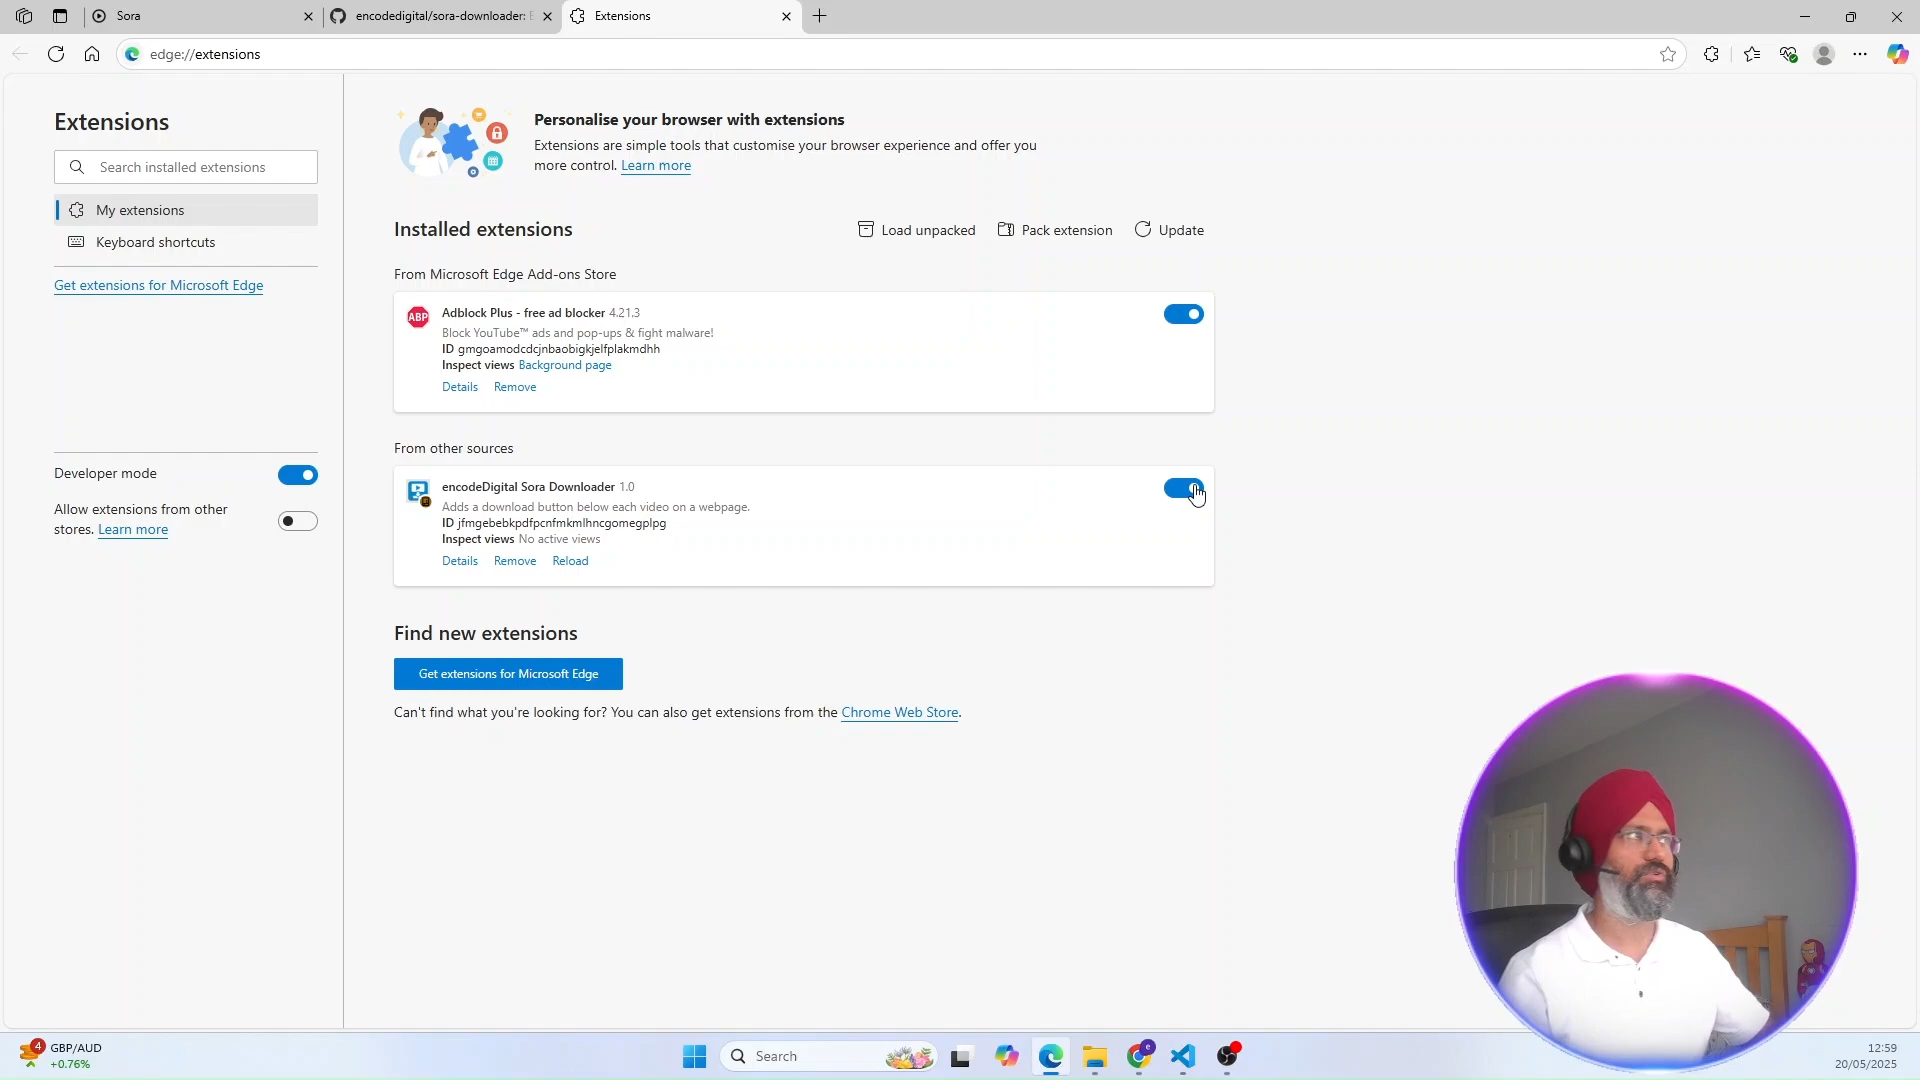 Sora
encodedigital/sora-downloader: E
Extensions
edge://extensions
Extensions
Search installed extensions
My extensions
Keyboard shortcuts
Get extensions for Microsoft Edge
Developer mode
Allow extensions from other
stores. Learn more
Personalise your browser with extensions
Extensions are simple tools that customise your browser experience and offer you
more control. Learn more
Installed extensions
Load unpacked
Pack extension
Update
From Microsoft Edge Add-ons Store
ABP
Adblock Plus - free ad blocker 4.21.3
Block YouTube™ ads and pop-ups & fight malware!
ID gmgoamodcdcjnbaobigkjelfplakmdhh
Inspect views Background page
Details Remove
From other sources
encodeDigital Sora Downloader 1.0
Adds a download button below each video on a webpage.
ID jfmgebebkpdfpcnfmkmlhncgomegplpg
Inspect views No active views
Details Remove Reload
Find new extensions
Get extensions for Microsoft Edge
Can't find what you're looking for? You can also get extensions from the Chrome Web Store.
4
GBP/AUD
+0.76%
Search
e
12:59
20/05/2025